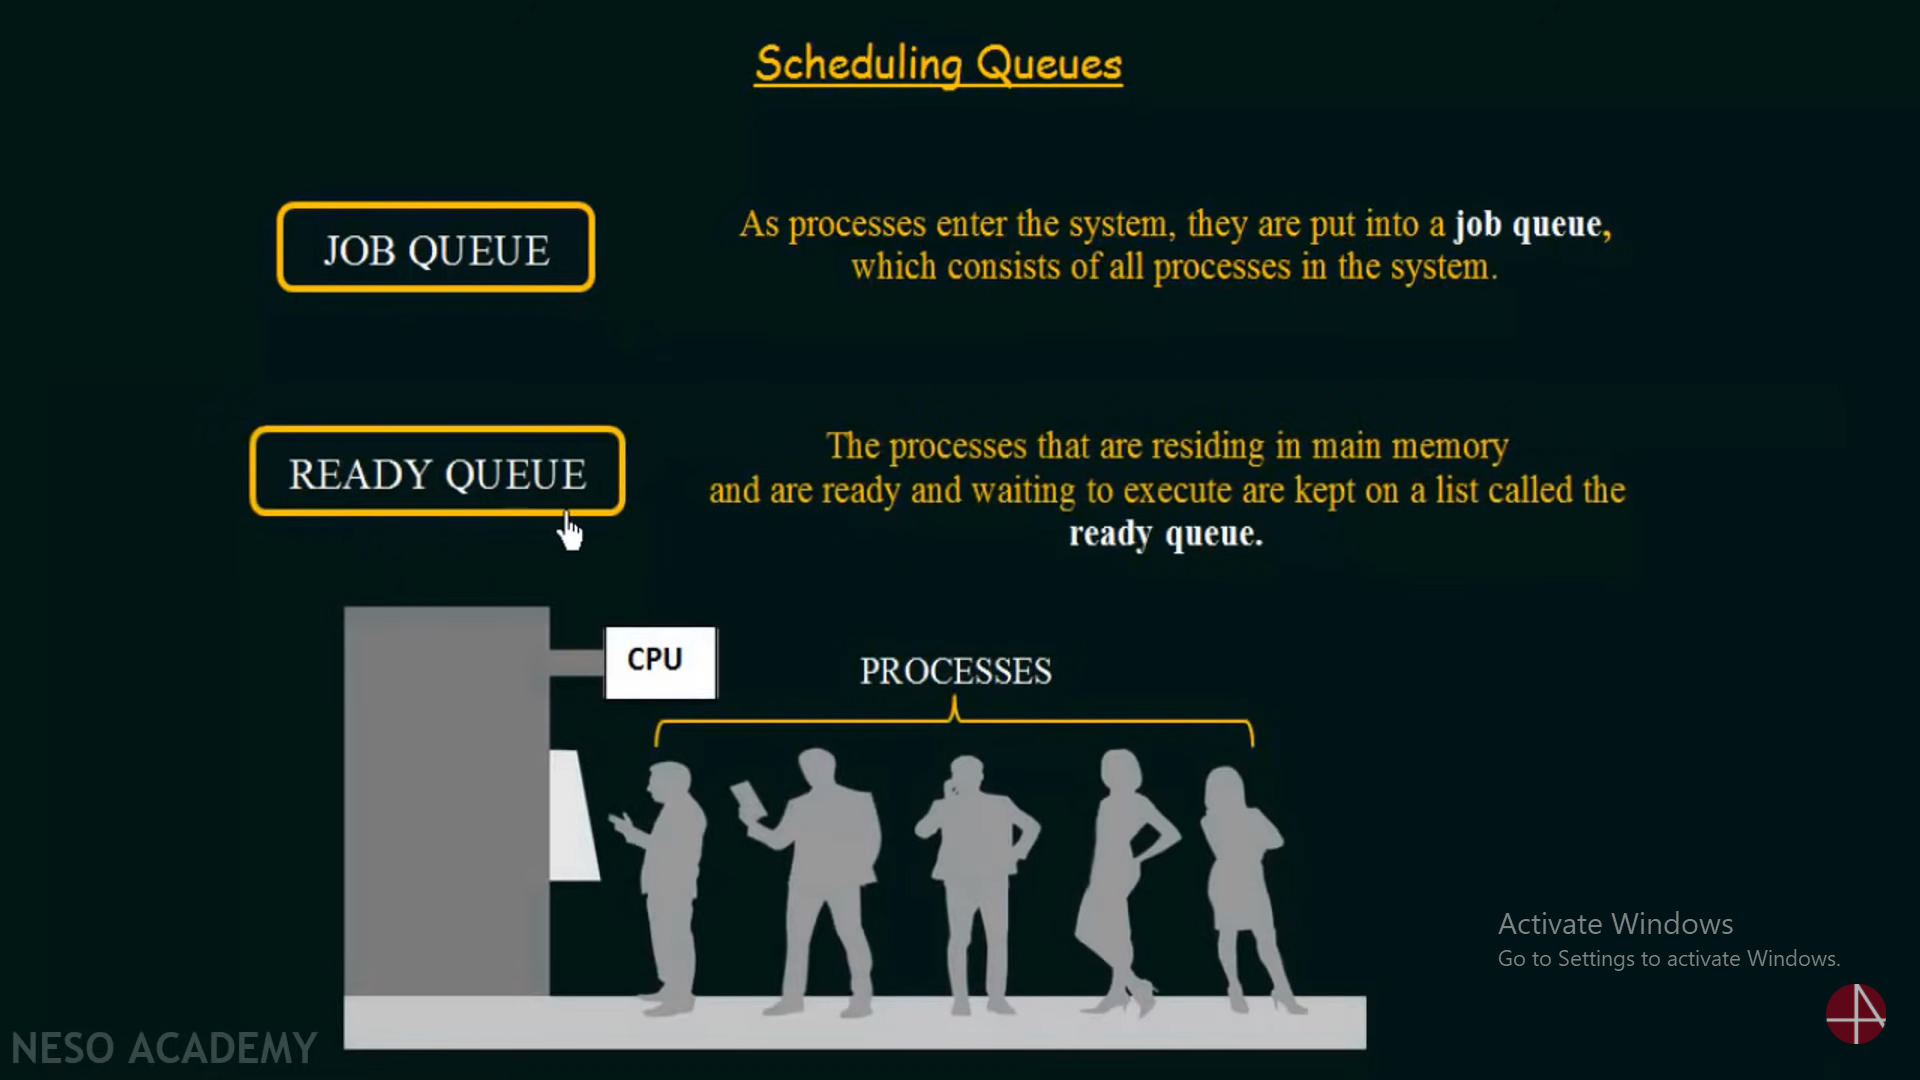 Scheduling Queues
JOB QUEUE
As processes enter the system, they are put into a job queue,
which consists of all processes in the system.
READY QUEUE
The processes that are residing in main memory
and are ready and waiting to execute are kept on a list called the
ready queue.
CPU
PROCESSES
Activate Windows
Go to Settings to activate Windows.
NESO ACADEMY